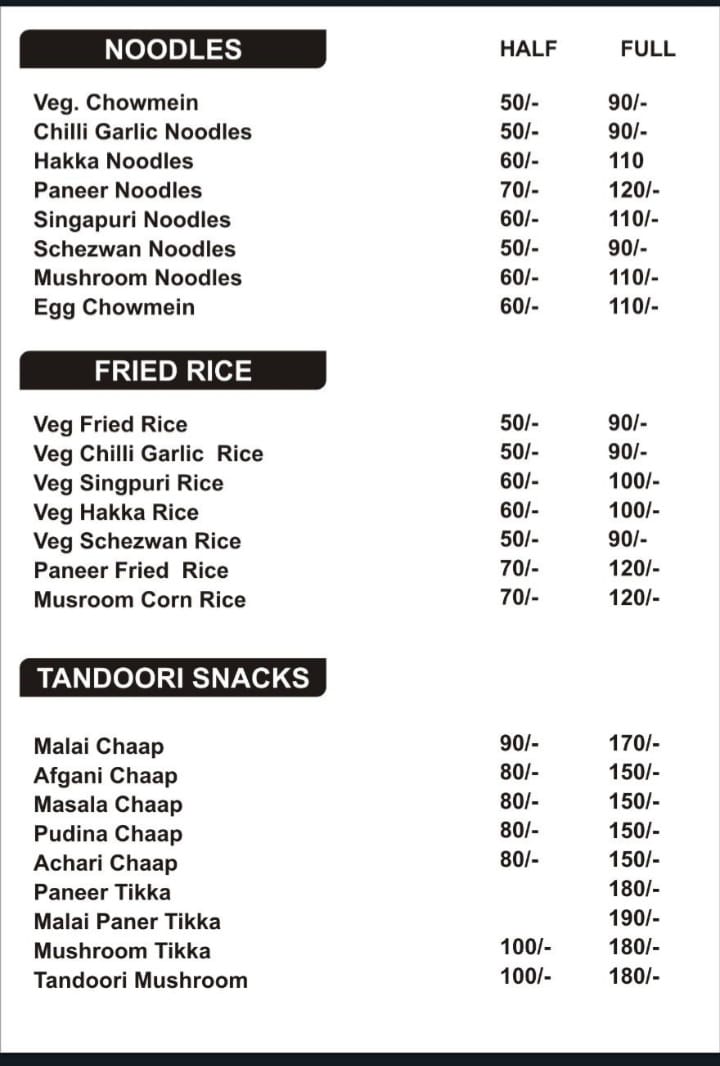 NOODLES HALF FULL
Veg. Chowmein 50/- 90/-
Chilli Garlic Noodles 50/- 90/-
Hakka Noodles 60/- 110
Paneer Noodles 70/- 120/-
Singapuri Noodles 60/- 110/-
Schezwan Noodles 50/- 90/-
Mushroom Noodles 60/- 110/-
Egg Chowmein 60/- 110/-
FRIED RICE
Veg Fried Rice 50/- 90/-
Veg Chilli Garlic Rice 50/- 90/-
Veg Singpuri Rice 60/- 100/-
Veg Hakka Rice 60/- 100/-
Veg Schezwan Rice 50/- 90/-
Paneer Fried Rice 70/- 120/-
Musroom Corn Rice 70/- 120/-
TANDOORI SNACKS
Malai Chaap 90/- 170/-
Afgani Chaap 80/- 150/-
Masala Chaap 80/- 150/-
Pudina Chaap 80/- 150/-
Achari Chaap 80/- 150/-
Paneer Tikka 180/-
Malai Paner Tikka 190/-
Mushroom Tikka 100/- 180/-
Tandoori Mushroom 100/- 180/-